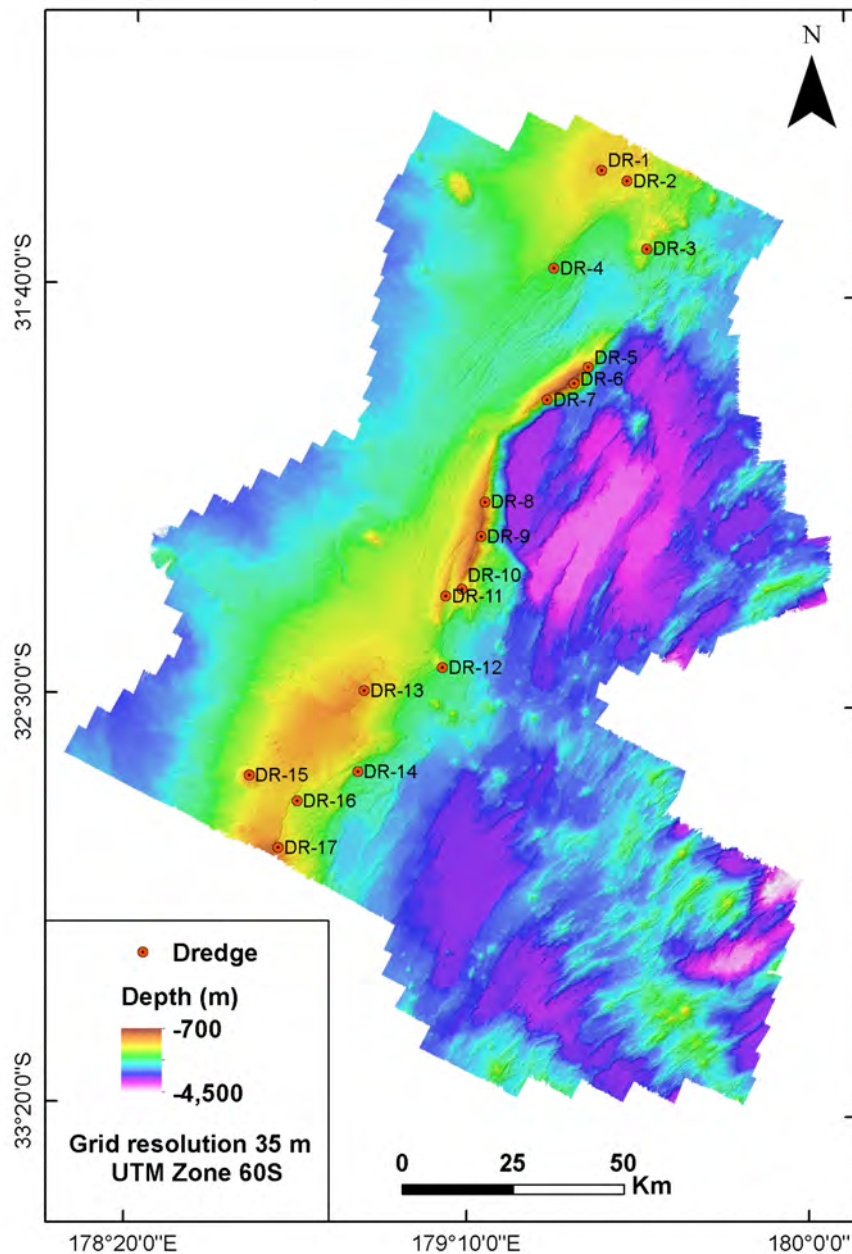 N
DR-1
DR-2
DR-3
DR-4
31°40'0"S
DR-5
DR-6
DR-7
DR-8
DR-9
DR-10
DR-11
DR-12
32°30'0"S
DR-13
DR-14
DR-15
DR-16
DR-17
Dredge
Depth (m)
-700
-4,500
Grid resolution 35 m
UTM Zone 60S
33°20'0"S
0 25 50
Km
178°20'0"E 179°10'0"E 180°0'0"